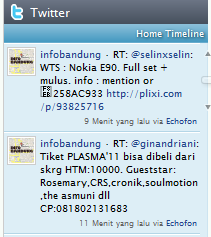 Twitter
Home Timeline
infobandung · RT: @selinxselin:
WTS : Nokia E90. Full set +
mulus. info : mention or
258AC933 http://plixi.com
/p/93825716
9 Menit yang lalu via Echofon
infobandung · RT: @ginandriani:
Tiket PLASMA'11 bisa dibeli dari
skrg HTM:10000. Gueststar:
Rosemary,CRS,cronik,soulmotion
,the asmuni dll
CP:081802131683
11 Menit yang lalu via Echofon